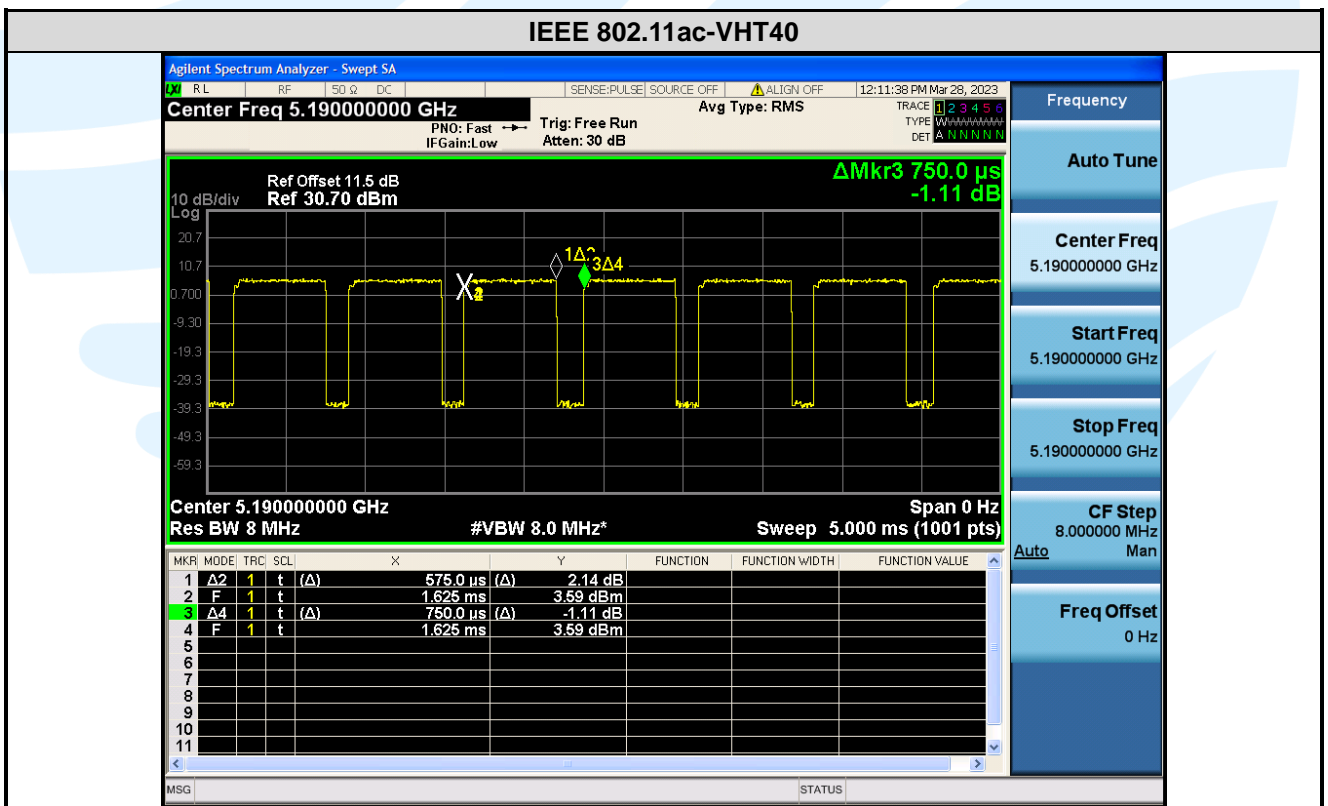 IEEE 802.11ac-VHT40
Agilent Spectrum Analyzer - Swept SA
LXI RL RF 50 Ω DC SENSE:PULSE SOURCE OFF ALIGN OFF 12:11:38 PM Mar 28, 2023
Center Freq 5.190000000 GHz
Avg Type: RMS
TRACE 1 2 3 4 5 6
TYPE WWWWWW
DET A N N N N N
PNO: Fast
IFGain:Low
Trig: Free Run
Atten: 30 dB
ΔMkr3 750.0 µs
-1.11 dB
Ref Offset 11.5 dB
10 dB/div Ref 30.70 dBm
Log
20.7
10.7
0.700
-9.30
-19.3
-29.3
-39.3
-49.3
-59.3
3Δ4
Center 5.190000000 GHz Span 0 Hz
Res BW 8 MHz #VBW 8.0 MHz* Sweep 5.000 ms (1001 pts)
MKR MODE TRC SCL X Y FUNCTION FUNCTION WIDTH FUNCTION VALUE
1 Δ2 1 t (Δ) 575.0 µs (Δ) 2.14 dB
2 F 1 t 1.625 ms 3.59 dBm
3 Δ4 1 t (Δ) 750.0 µs (Δ) -1.11 dB
4 F 1 t 1.625 ms 3.59 dBm
5
6
7
8
9
10
11
MSG STATUS
Frequency
Auto Tune
Center Freq
5.190000000 GHz
Start Freq
5.190000000 GHz
Stop Freq
5.190000000 GHz
CF Step
8.000000 MHz
Auto Man
Freq Offset
0 Hz